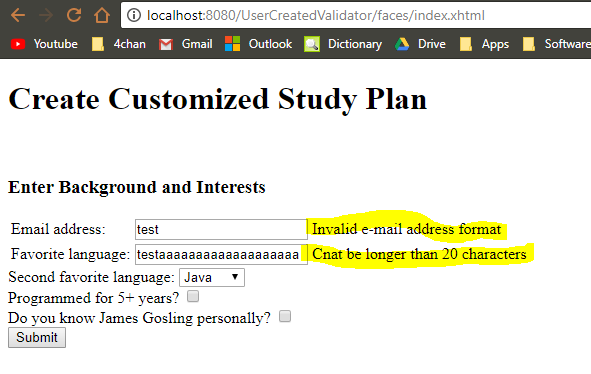 localhost:8080/UserCreatedValidator/faces/index.xhtml
Youtube 4chan Gmail Outlook Dictionary Drive Apps Software
Create Customized Study Plan
Enter Background and Interests
Email address: test Invalid e-mail address format
Favorite language: testaaaaaaaaaaaaaaaaaaa Cnat be longer than 20 characters
Second favorite language: Java
Programmed for 5+ years?
Do you know James Gosling personally?
Submit